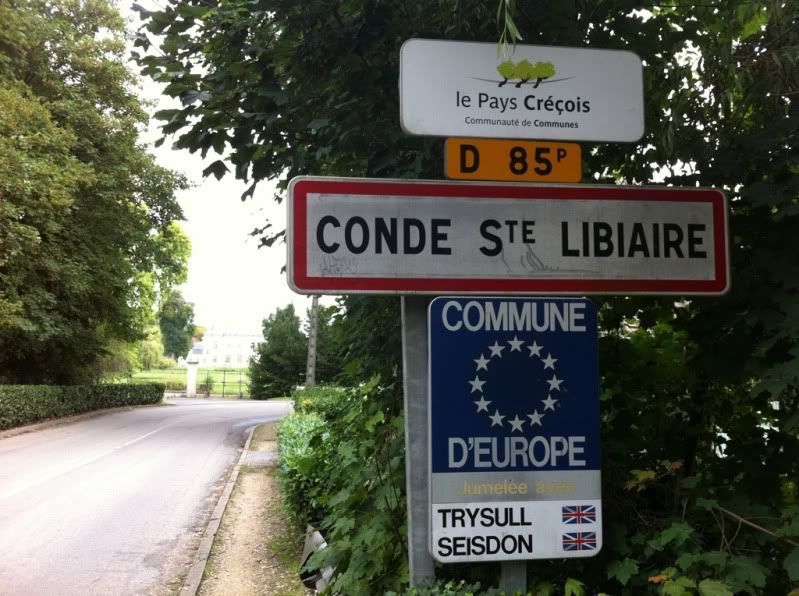 le Pays Créçois
Communauté de Communes
D 85P
CONDE STE LIBIAIRE
COMMUNE
D'EUROPE
Jumelée avec
TRYSULL
SEISDON